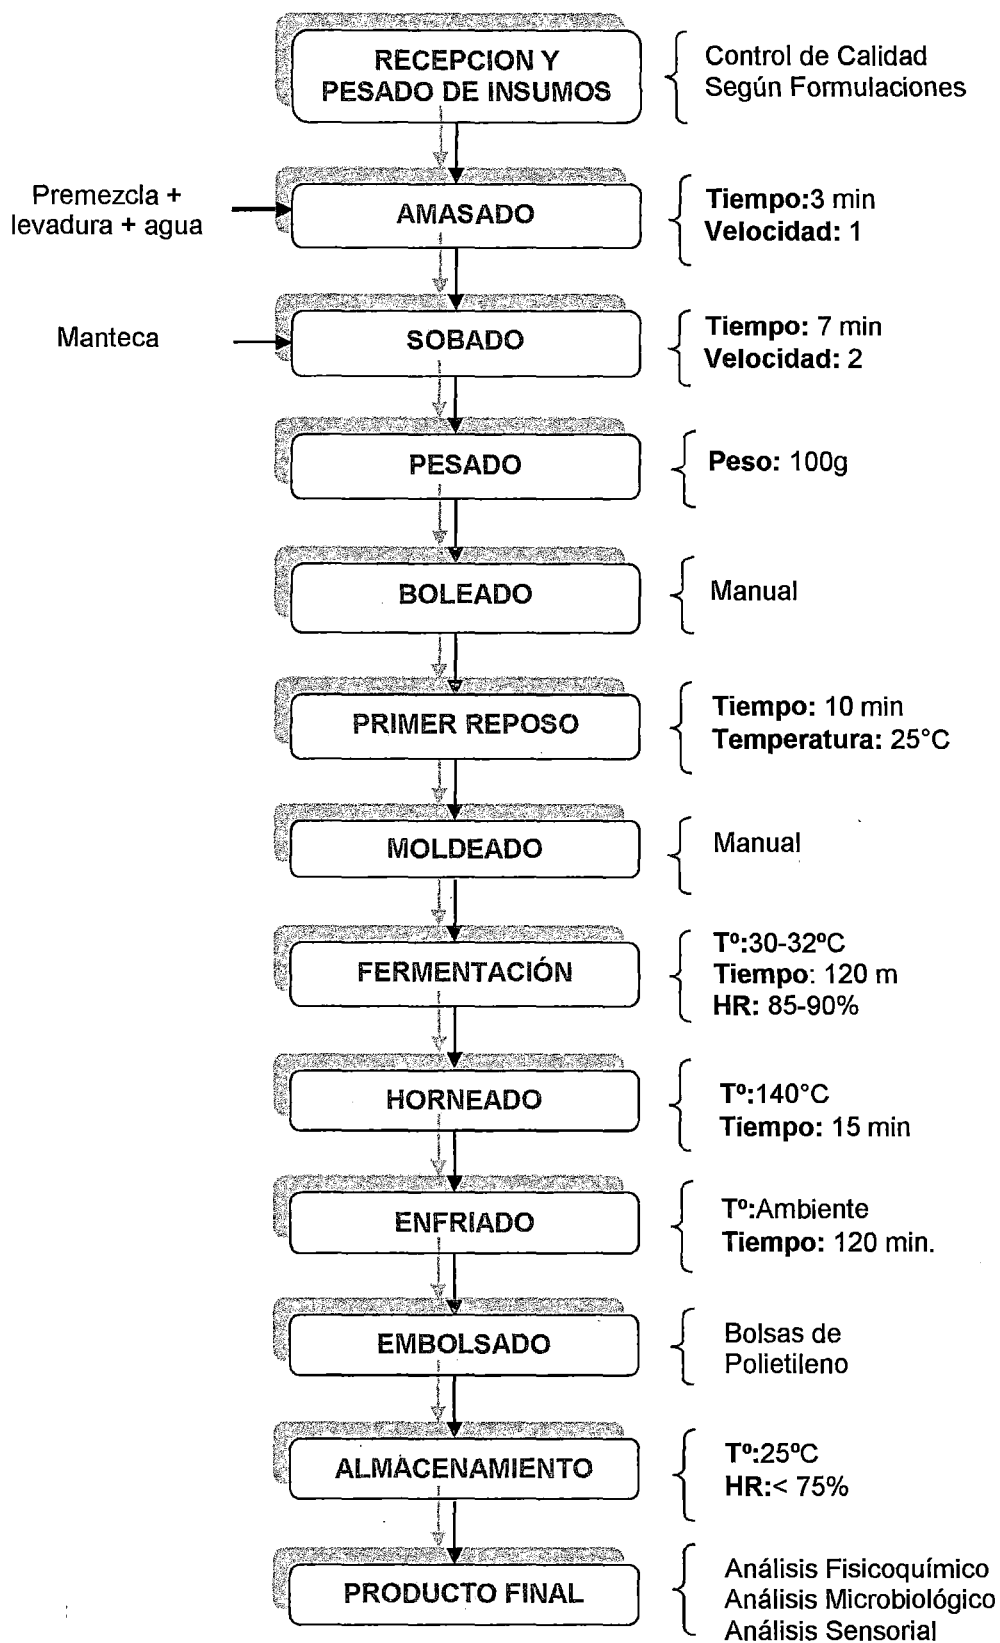 RECEPCION Y
PESADO DE INSUMOS
Control de Calidad
Según Formulaciones
Premezcla +
levadura + agua
AMASADO
Tiempo:3 min
Velocidad: 1
Manteca
SOBADO
Tiempo: 7 min
Velocidad: 2
PESADO
Peso: 100g
BOLEADO
Manual
PRIMER REPOSO
Tiempo: 10 min
Temperatura: 25°C
MOLDEADO
Manual
FERMENTACIÓN
Tº:30-32ºC
Tiempo: 120 m
HR: 85-90%
HORNEADO
Tº:140°C
Tiempo: 15 min
ENFRIADO
Tº:Ambiente
Tiempo: 120 min.
EMBOLSADO
Bolsas de
Polietileno
ALMACENAMIENTO
Tº:25ºC
HR:< 75%
PRODUCTO FINAL
Análisis Fisicoquímico
Análisis Microbiológico
Análisis Sensorial